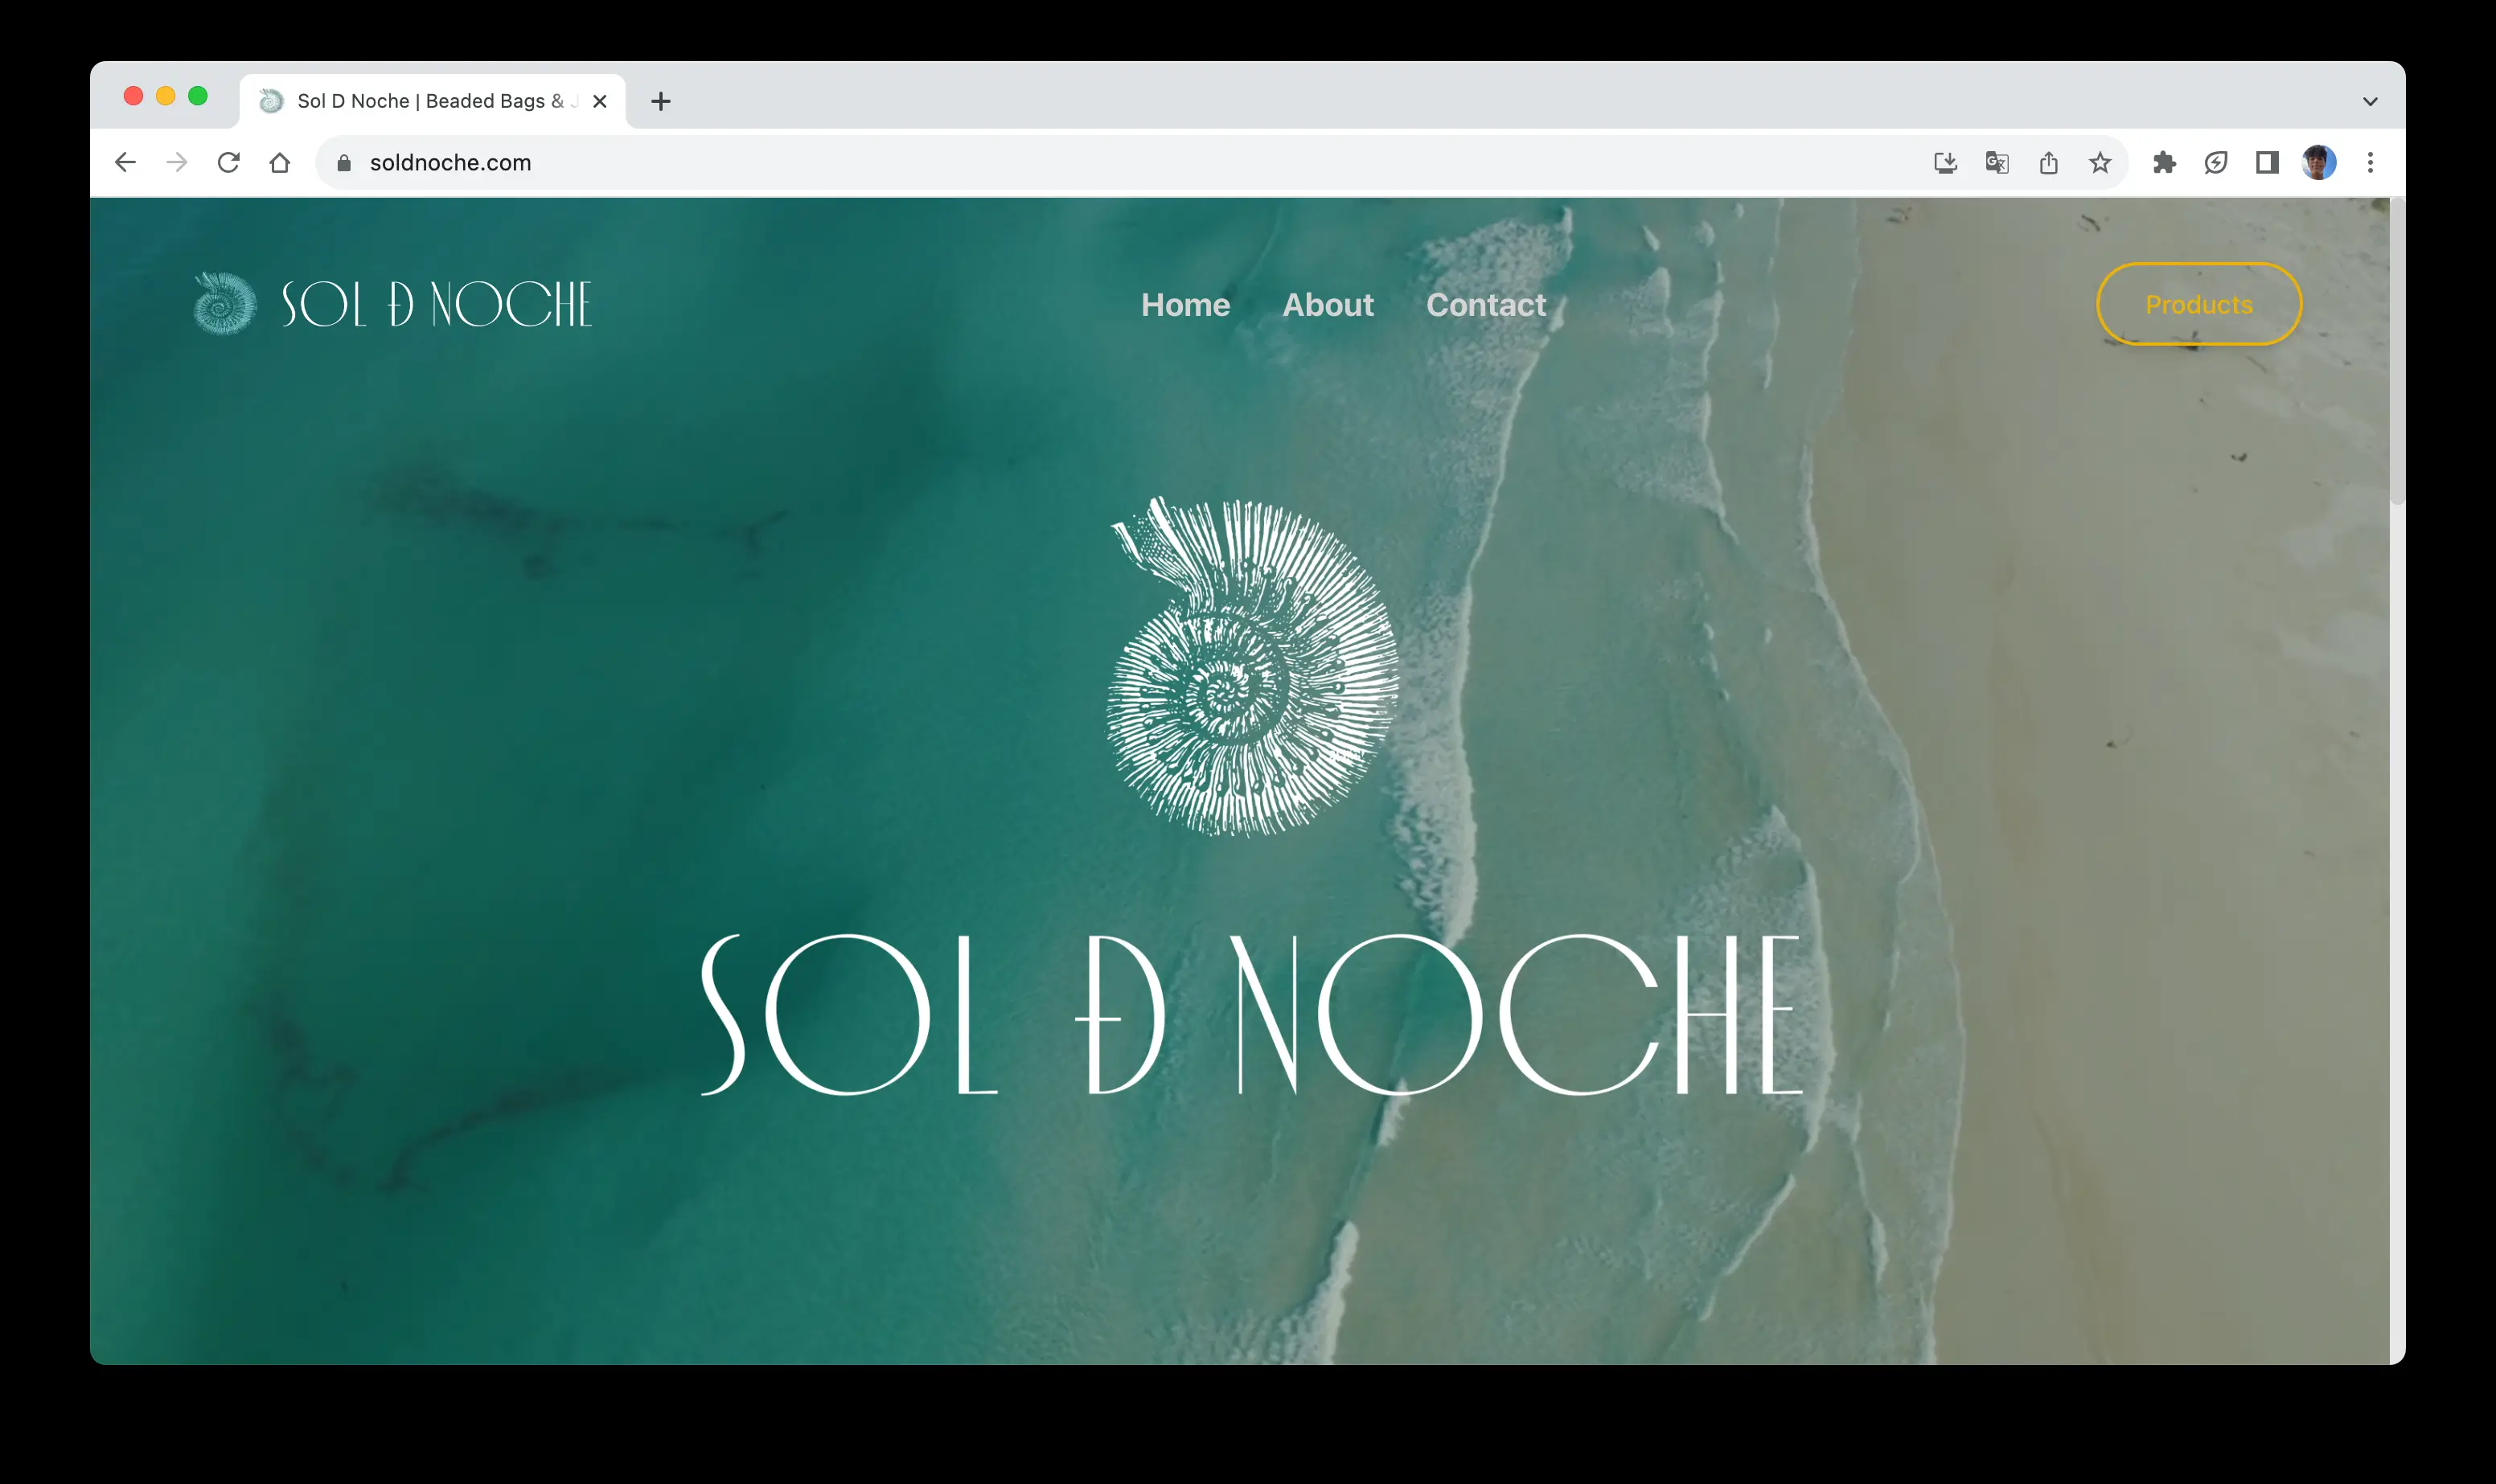 Sol D Noche | Beaded Bags &
soldnoche.com
SOL Đ NOCHE
Home About Contact
Products
SOL Đ NOCHE